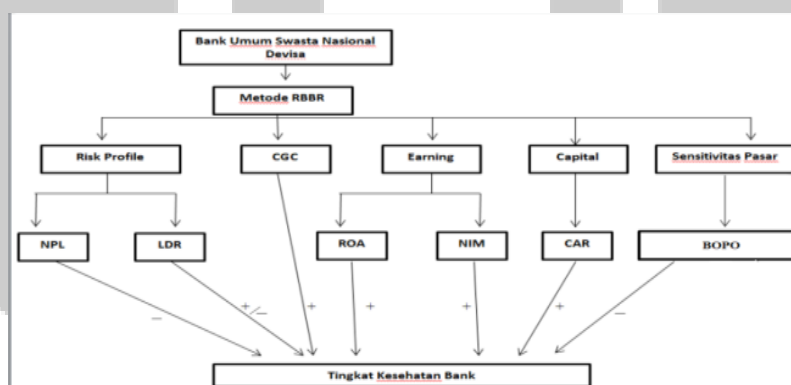 Bank Umum Swasta Nasional
Devisa
Metode RBBR
Risk Profile
CGC
Earning
Capital
Sensitivitas Pasar
NPL
LDR
ROA
NIM
CAR
BOPO
−
+/−
+
+
+
+
−
Tingkat Kesehatan Bank